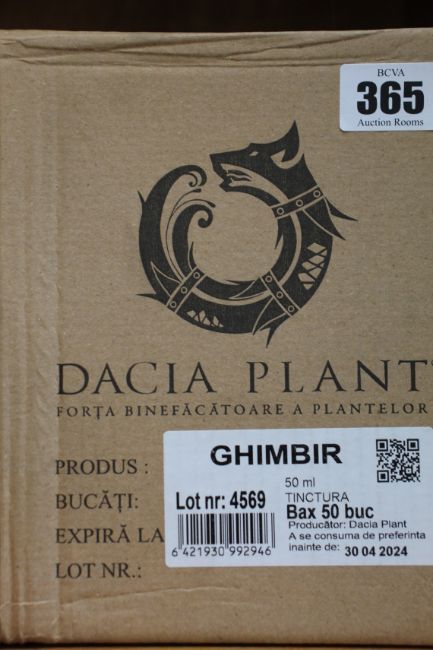 BCVA
365
Auction Rooms
DACIA PLANT
FORȚA BINEFĂCĂTOARE A PLANTELOR
PRODUS :
BUCĂȚI:
EXPIRĂ LA
LOT NR.:
GHIMBIR
50 ml
Lot nr: 4569
TINCTURA
Bax 50 buc
Producător: Dacia Plant
A se consuma de preferinta
inainte de: 30 04 2024
6 421930 992946